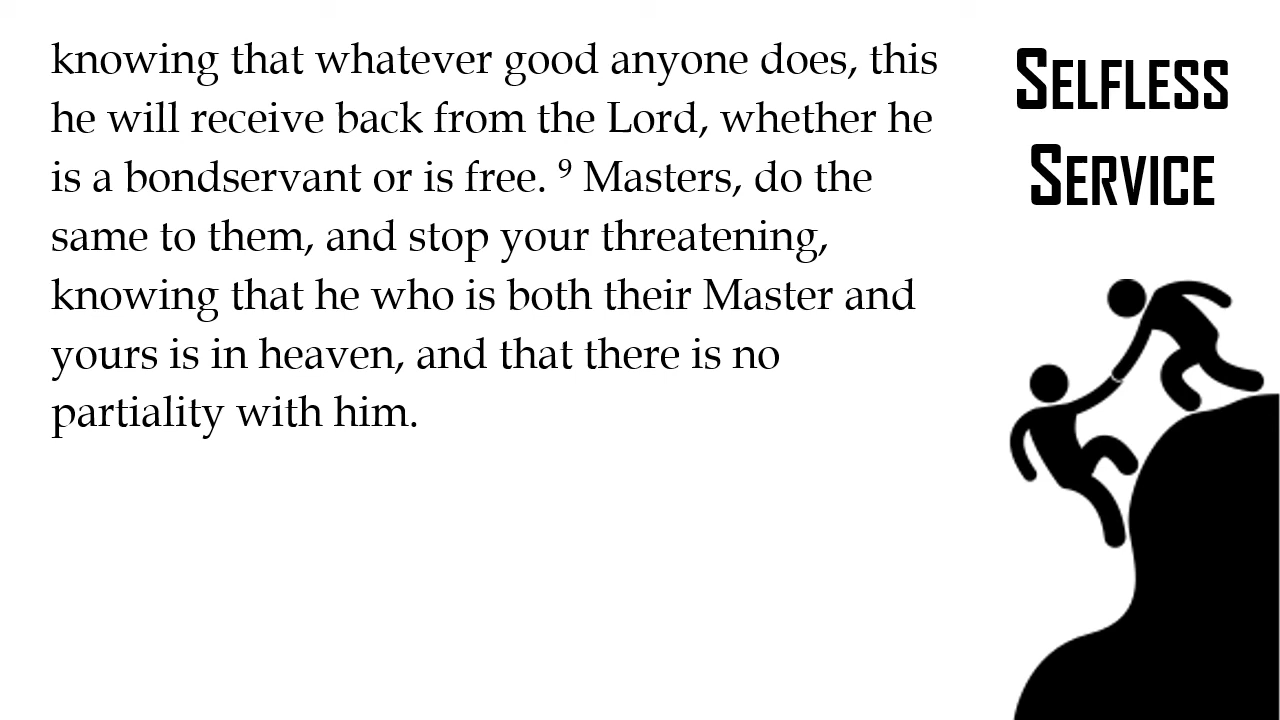 knowing that whatever good anyone does, this
he will receive back from the Lord, whether he
is a bondservant or is free. ⁹ Masters, do the
same to them, and stop your threatening,
knowing that he who is both their Master and
yours is in heaven, and that there is no
partiality with him.
SELFLESS
SERVICE